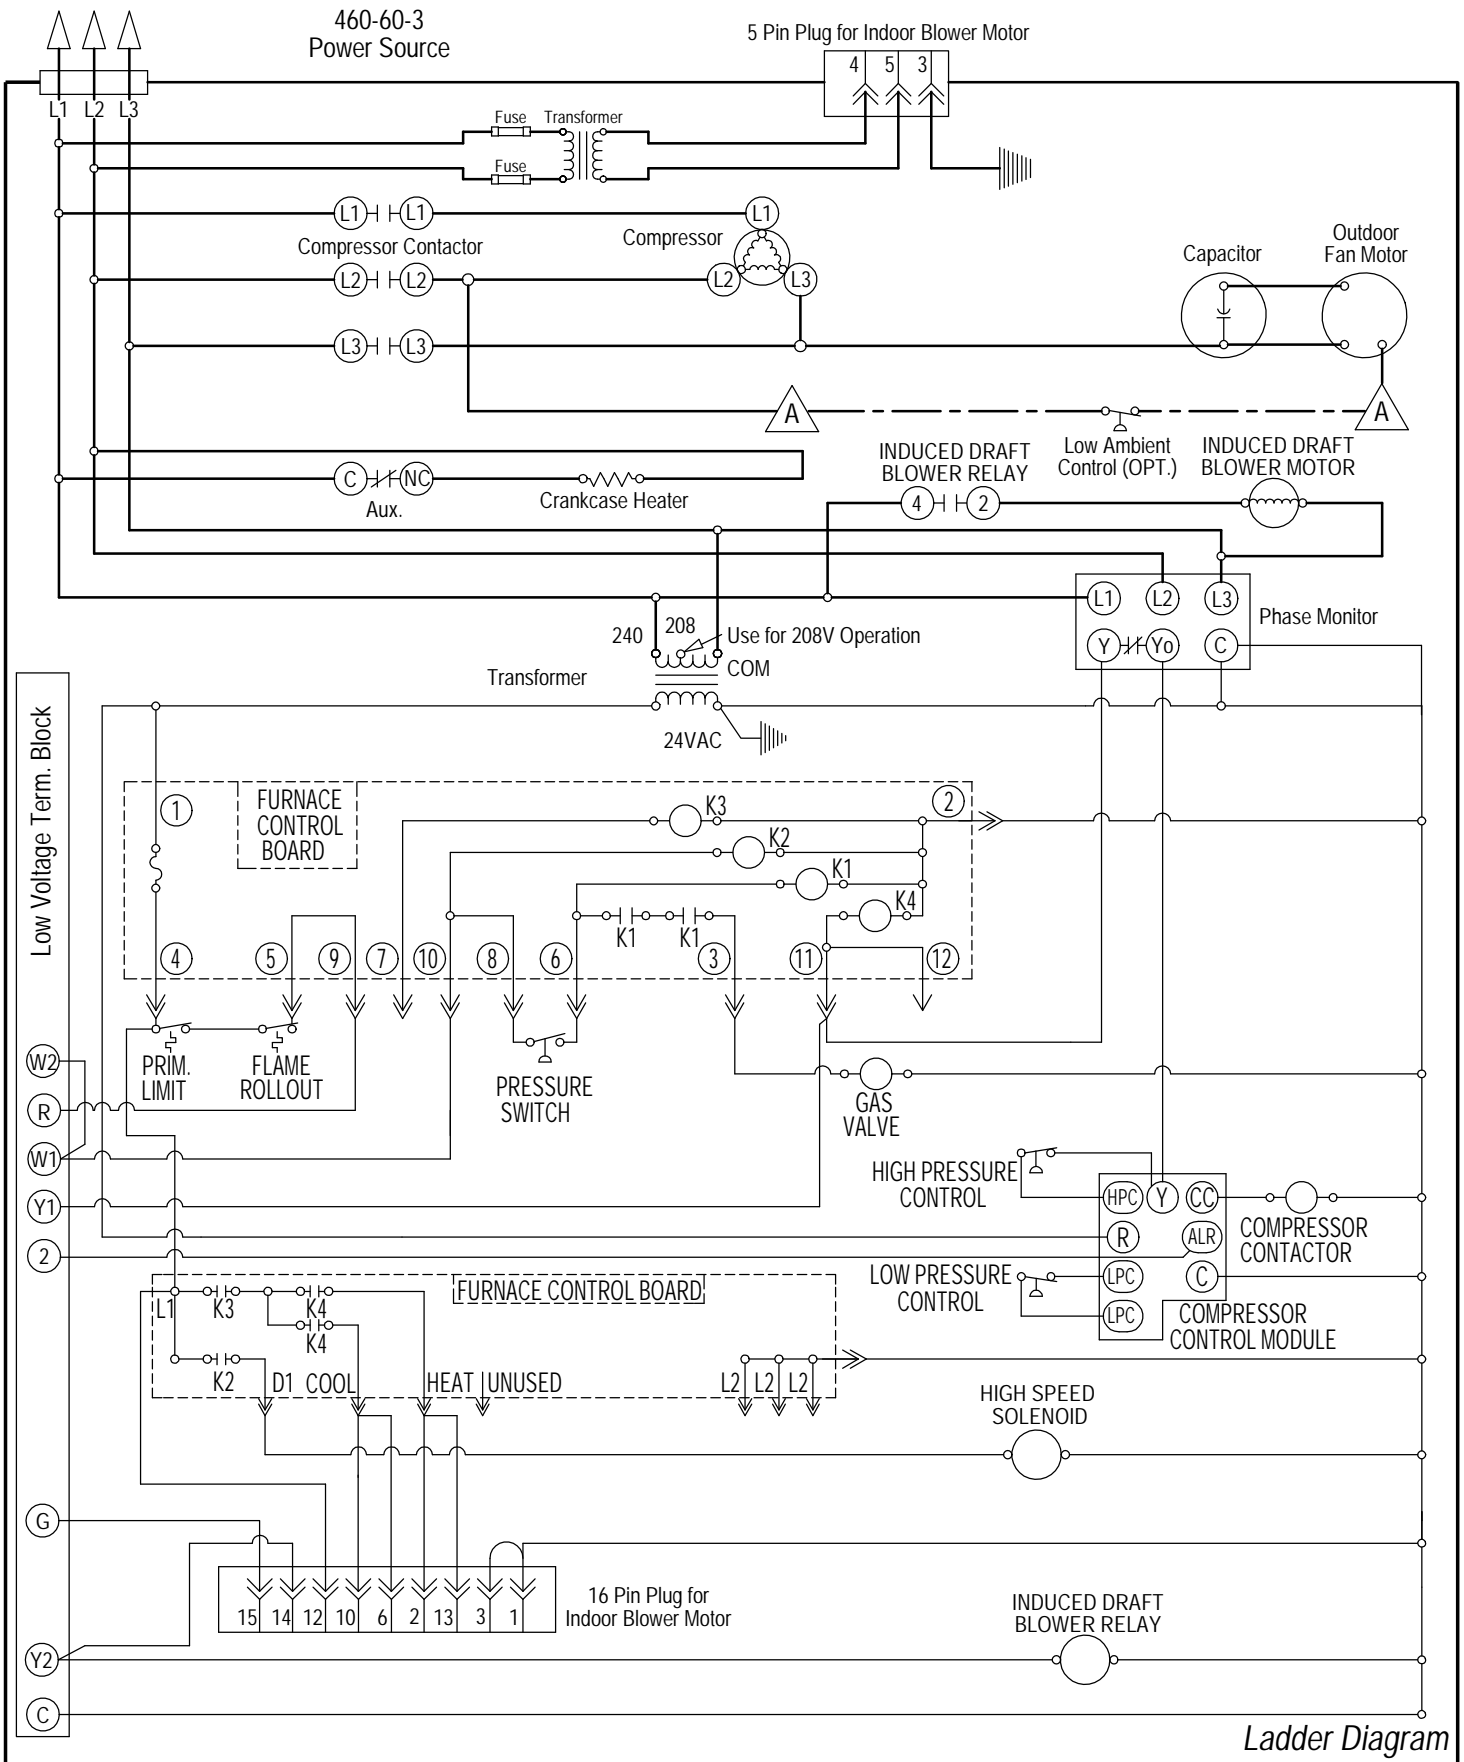 460-60-3
Power Source
5 Pin Plug for Indoor Blower Motor
4 5 3
L1 L2 L3
Fuse Transformer
Fuse
L1 L1 L1
Compressor Contactor Compressor
L2 L2 L2 L3
Capacitor
Outdoor
Fan Motor
L3 L3
A A
Low Ambient
Control (OPT.)
INDUCED DRAFT
BLOWER RELAY
INDUCED DRAFT
BLOWER MOTOR
C NC
Aux.
Crankcase Heater
4 2
L1 L2 L3
Phase Monitor
Y Yo C
240 208 Use for 208V Operation
COM
Transformer
24VAC
Low Voltage Term. Block
1
FURNACE
CONTROL
BOARD
K3
2
K2
K1
K4
K1 K1
4 5 9 7 10 8 6 3 11 12
PRIM.
LIMIT
FLAME
ROLLOUT
PRESSURE
SWITCH
GAS
VALVE
W2
R
W1
Y1
2
HIGH PRESSURE
CONTROL
HPC Y CC
R ALR
COMPRESSOR
CONTACTOR
LOW PRESSURE
CONTROL
LPC C
LPC
COMPRESSOR
CONTROL MODULE
FURNACE CONTROL BOARD
L1 K3 K4
K4
K2 D1 COOL HEAT UNUSED L2 L2 L2
HIGH SPEED
SOLENOID
G
15 14 12 10 6 2 13 3 1
16 Pin Plug for
Indoor Blower Motor
INDUCED DRAFT
BLOWER RELAY
Y2
C
Ladder Diagram